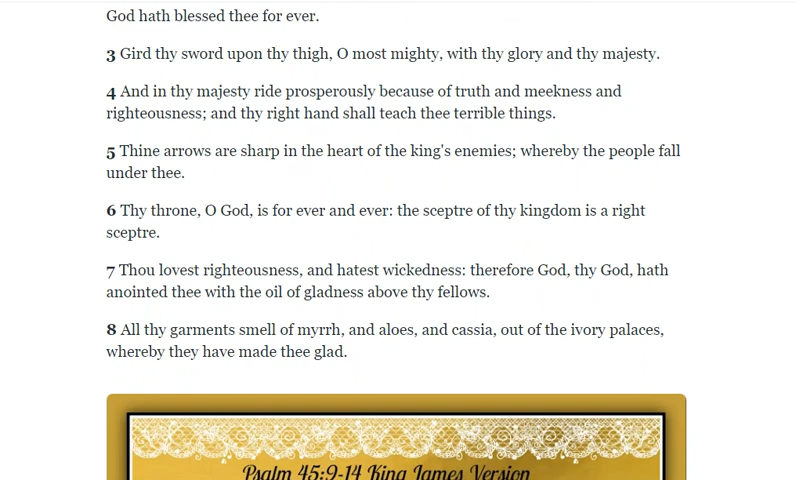 God hath blessed thee for ever.
3 Gird thy sword upon thy thigh, O most mighty, with thy glory and thy majesty.
4 And in thy majesty ride prosperously because of truth and meekness and
righteousness; and thy right hand shall teach thee terrible things.
5 Thine arrows are sharp in the heart of the king's enemies; whereby the people fall
under thee.
6 Thy throne, O God, is for ever and ever: the sceptre of thy kingdom is a right
sceptre.
7 Thou lovest righteousness, and hatest wickedness: therefore God, thy God, hath
anointed thee with the oil of gladness above thy fellows.
8 All thy garments smell of myrrh, and aloes, and cassia, out of the ivory palaces,
whereby they have made thee glad.
Psalm 45:9-14 King James Version